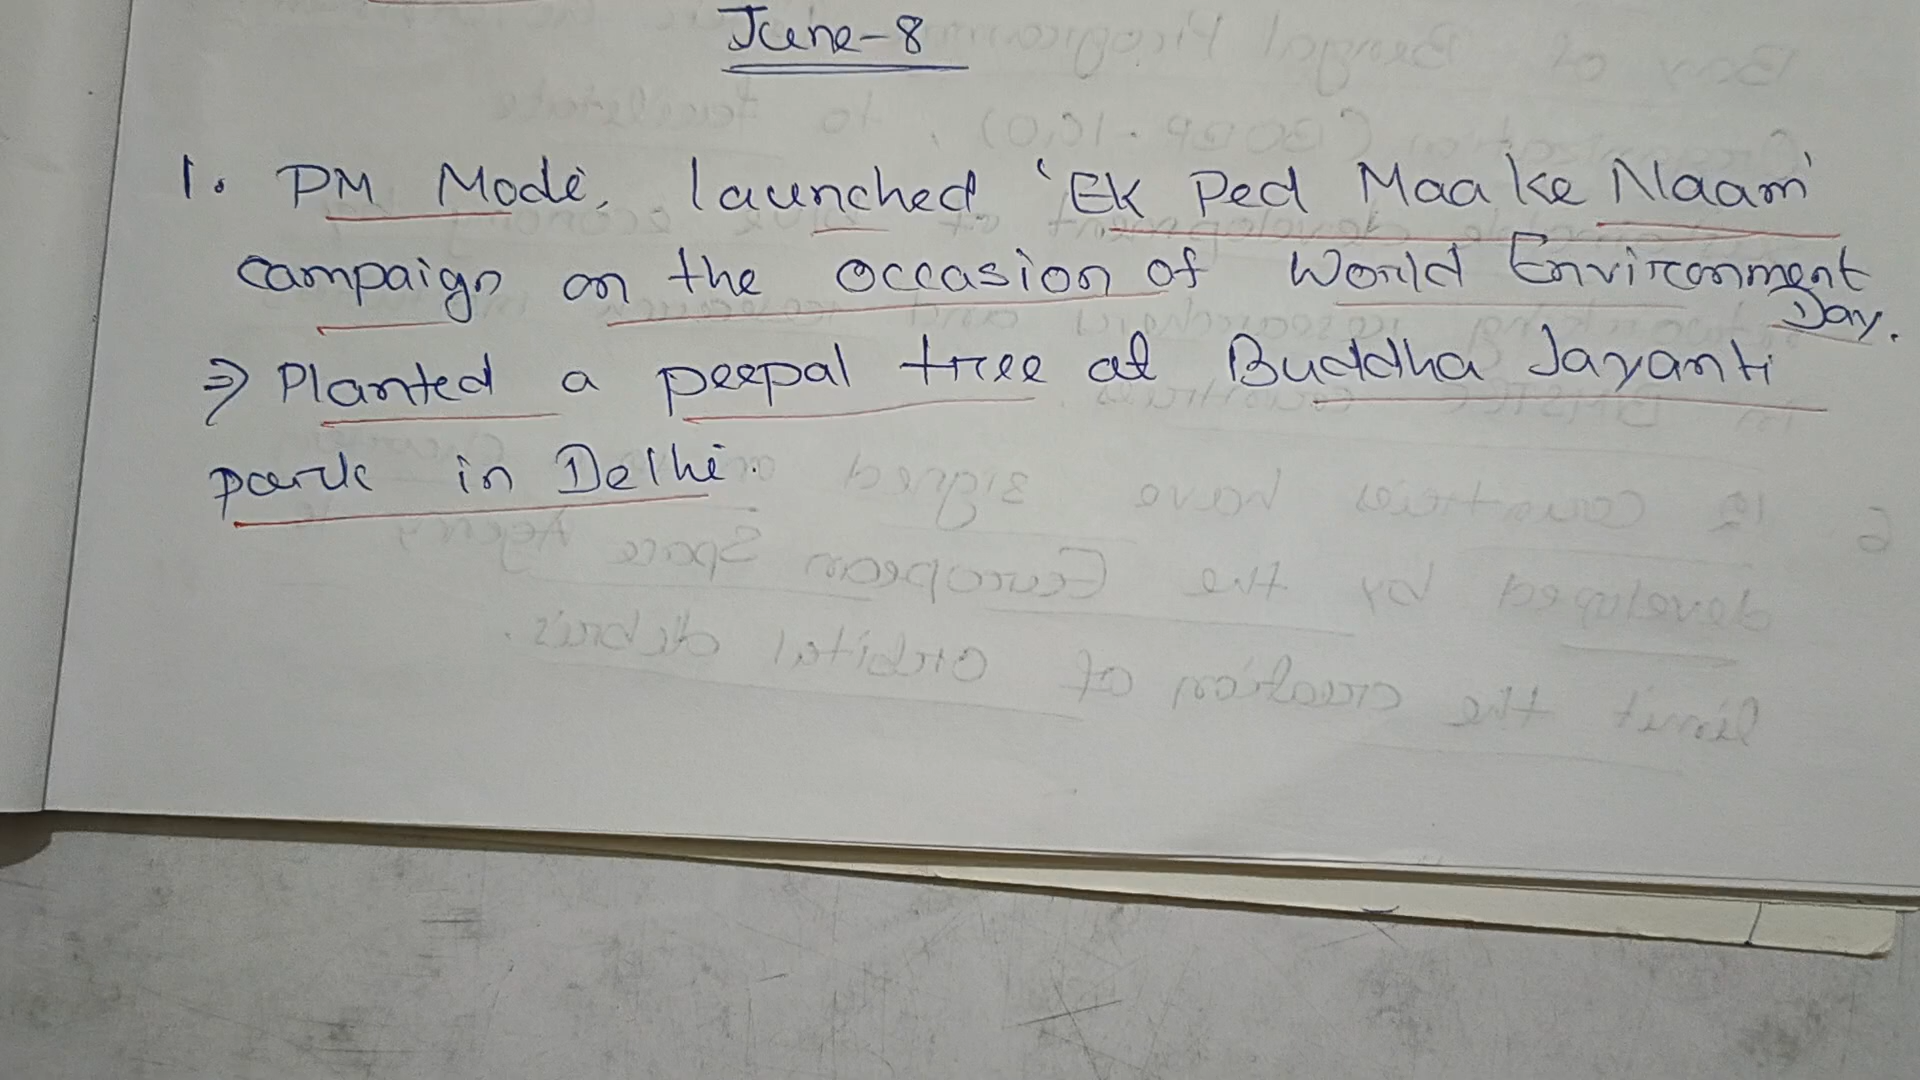 June-8
1. PM Modi, launched 'Ek Ped Maa ke Naam'
campaign on the occasion of World Environment
Day.
⇒ Planted a peepal tree at Buddha Jayanti
park in Delhi.